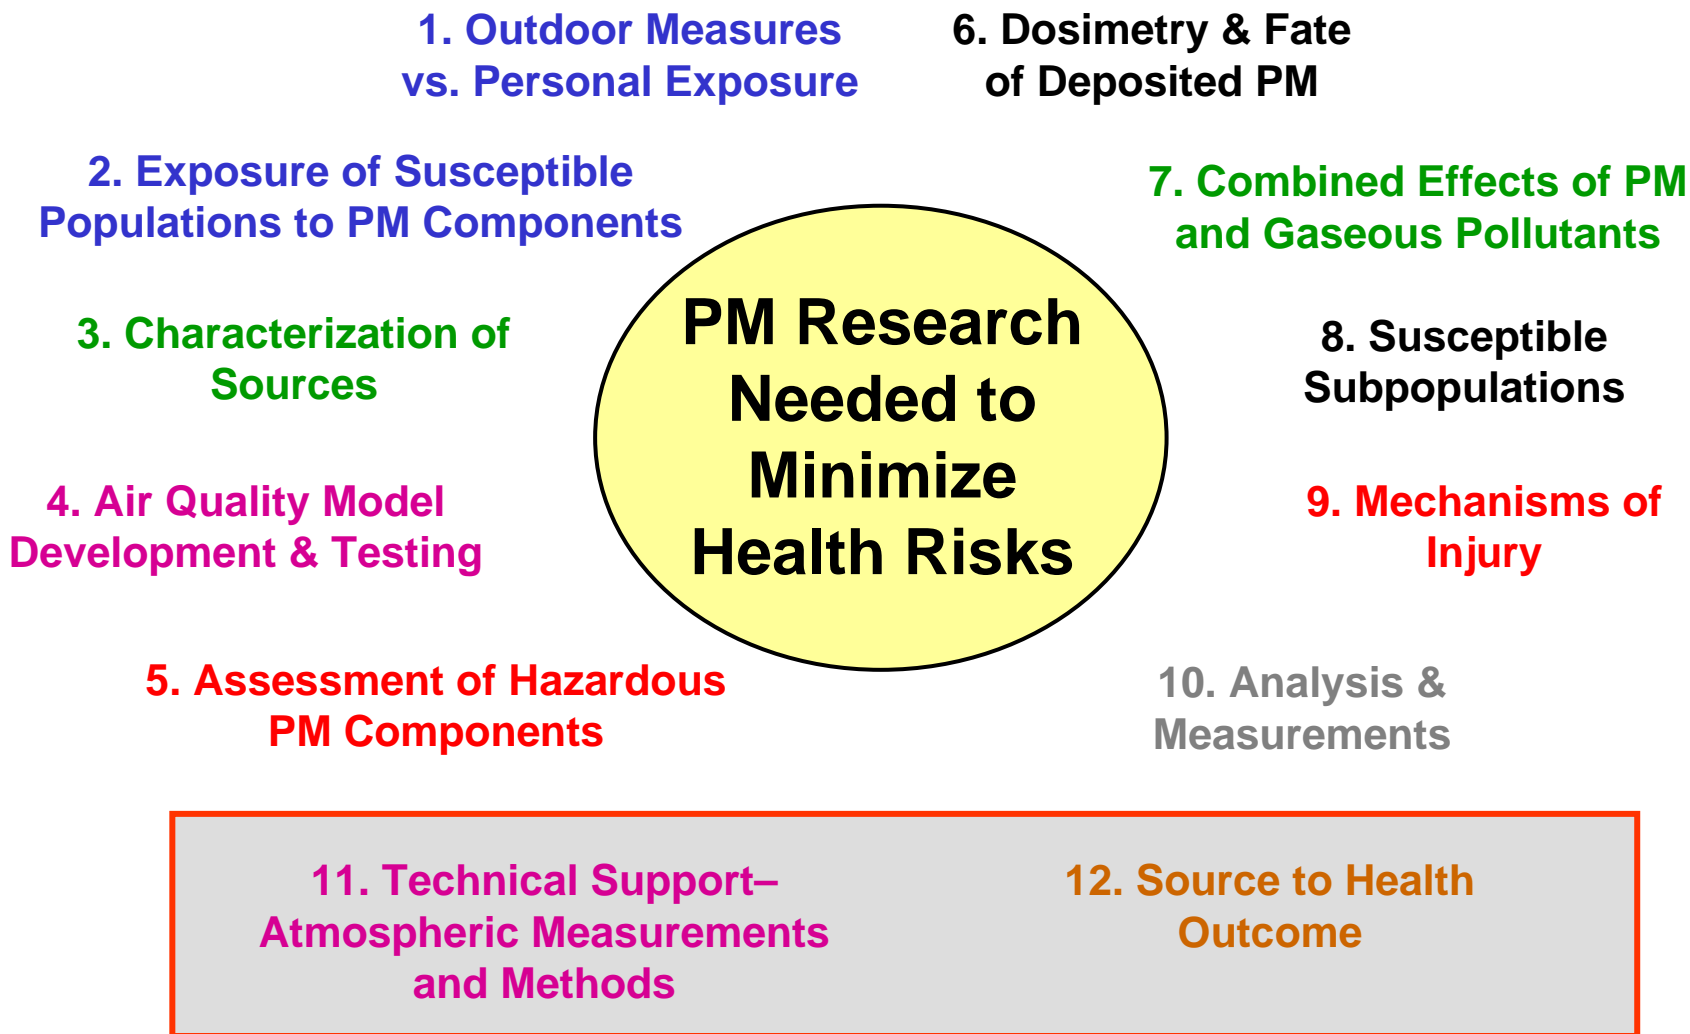 1. Outdoor Measures
vs. Personal Exposure
2. Exposure of Susceptible
Populations to PM Components
3. Characterization of
Sources
4. Air Quality Model
Development & Testing
5. Assessment of Hazardous
PM Components
PM Research
Needed to
Minimize
Health Risks
6. Dosimetry & Fate
of Deposited PM
7. Combined Effects of PM
and Gaseous Pollutants
8. Susceptible
Subpopulations
9. Mechanisms of
Injury
10. Analysis &
Measurements
11. Technical Support–
Atmospheric Measurements
and Methods
12. Source to Health
Outcome